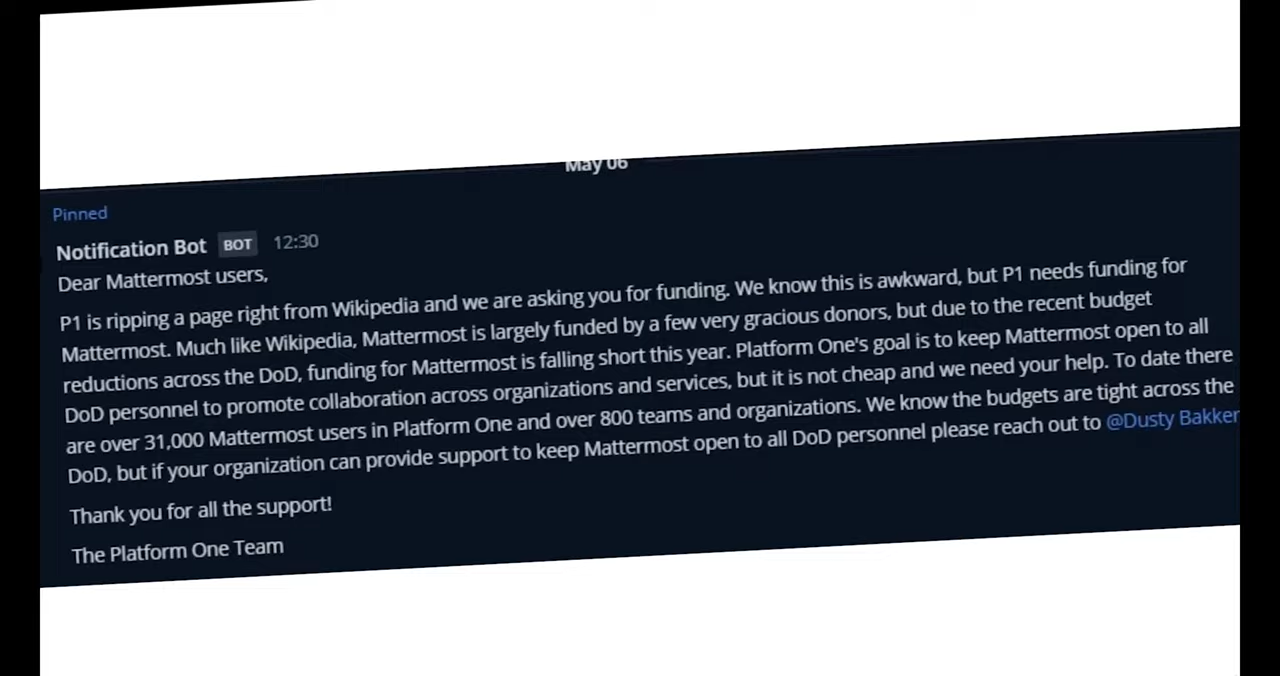 May 06
Pinned
Notification Bot BOT 12:30
Dear Mattermost users,
P1 is ripping a page right from Wikipedia and we are asking you for funding. We know this is awkward, but P1 needs funding for
Mattermost. Much like Wikipedia, Mattermost is largely funded by a few very gracious donors, but due to the recent budget
reductions across the DoD, funding for Mattermost is falling short this year. Platform One's goal is to keep Mattermost open to all
DoD personnel to promote collaboration across organizations and services, but it is not cheap and we need your help. To date there
are over 31,000 Mattermost users in Platform One and over 800 teams and organizations. We know the budgets are tight across the
DoD, but if your organization can provide support to keep Mattermost open to all DoD personnel please reach out to @Dusty Bakker
Thank you for all the support!
The Platform One Team